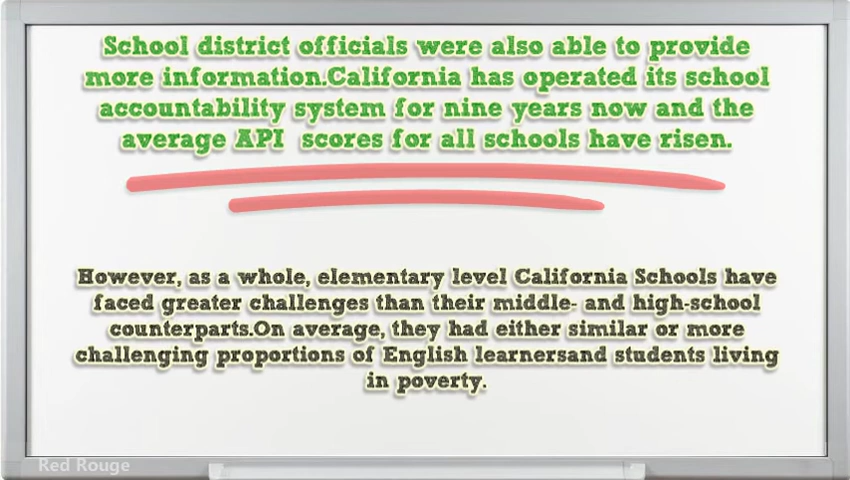 School district officials were also able to provide
more information.California has operated its school
accountability system for nine years now and the
average API  scores for all schools have risen.
However, as a whole, elementary level California Schools have
faced greater challenges than their middle- and high-school
counterparts.On average, they had either similar or more
challenging proportions of English learnersand students living
in poverty.
Red Rouge